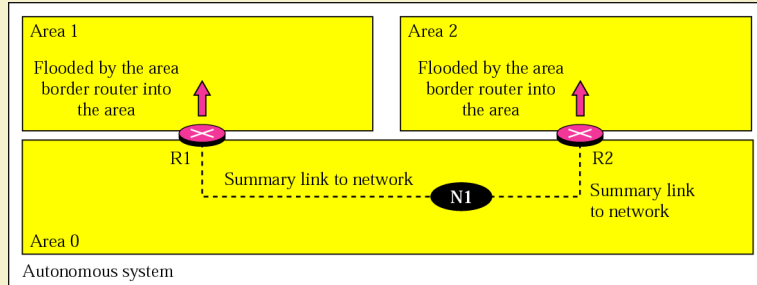 Area 1
Flooded by the area
border router into
the area
R1
Area 2
Flooded by the area
border router into
the area
R2
Summary link to network
N1
Summary link
to network
Area 0
Autonomous system